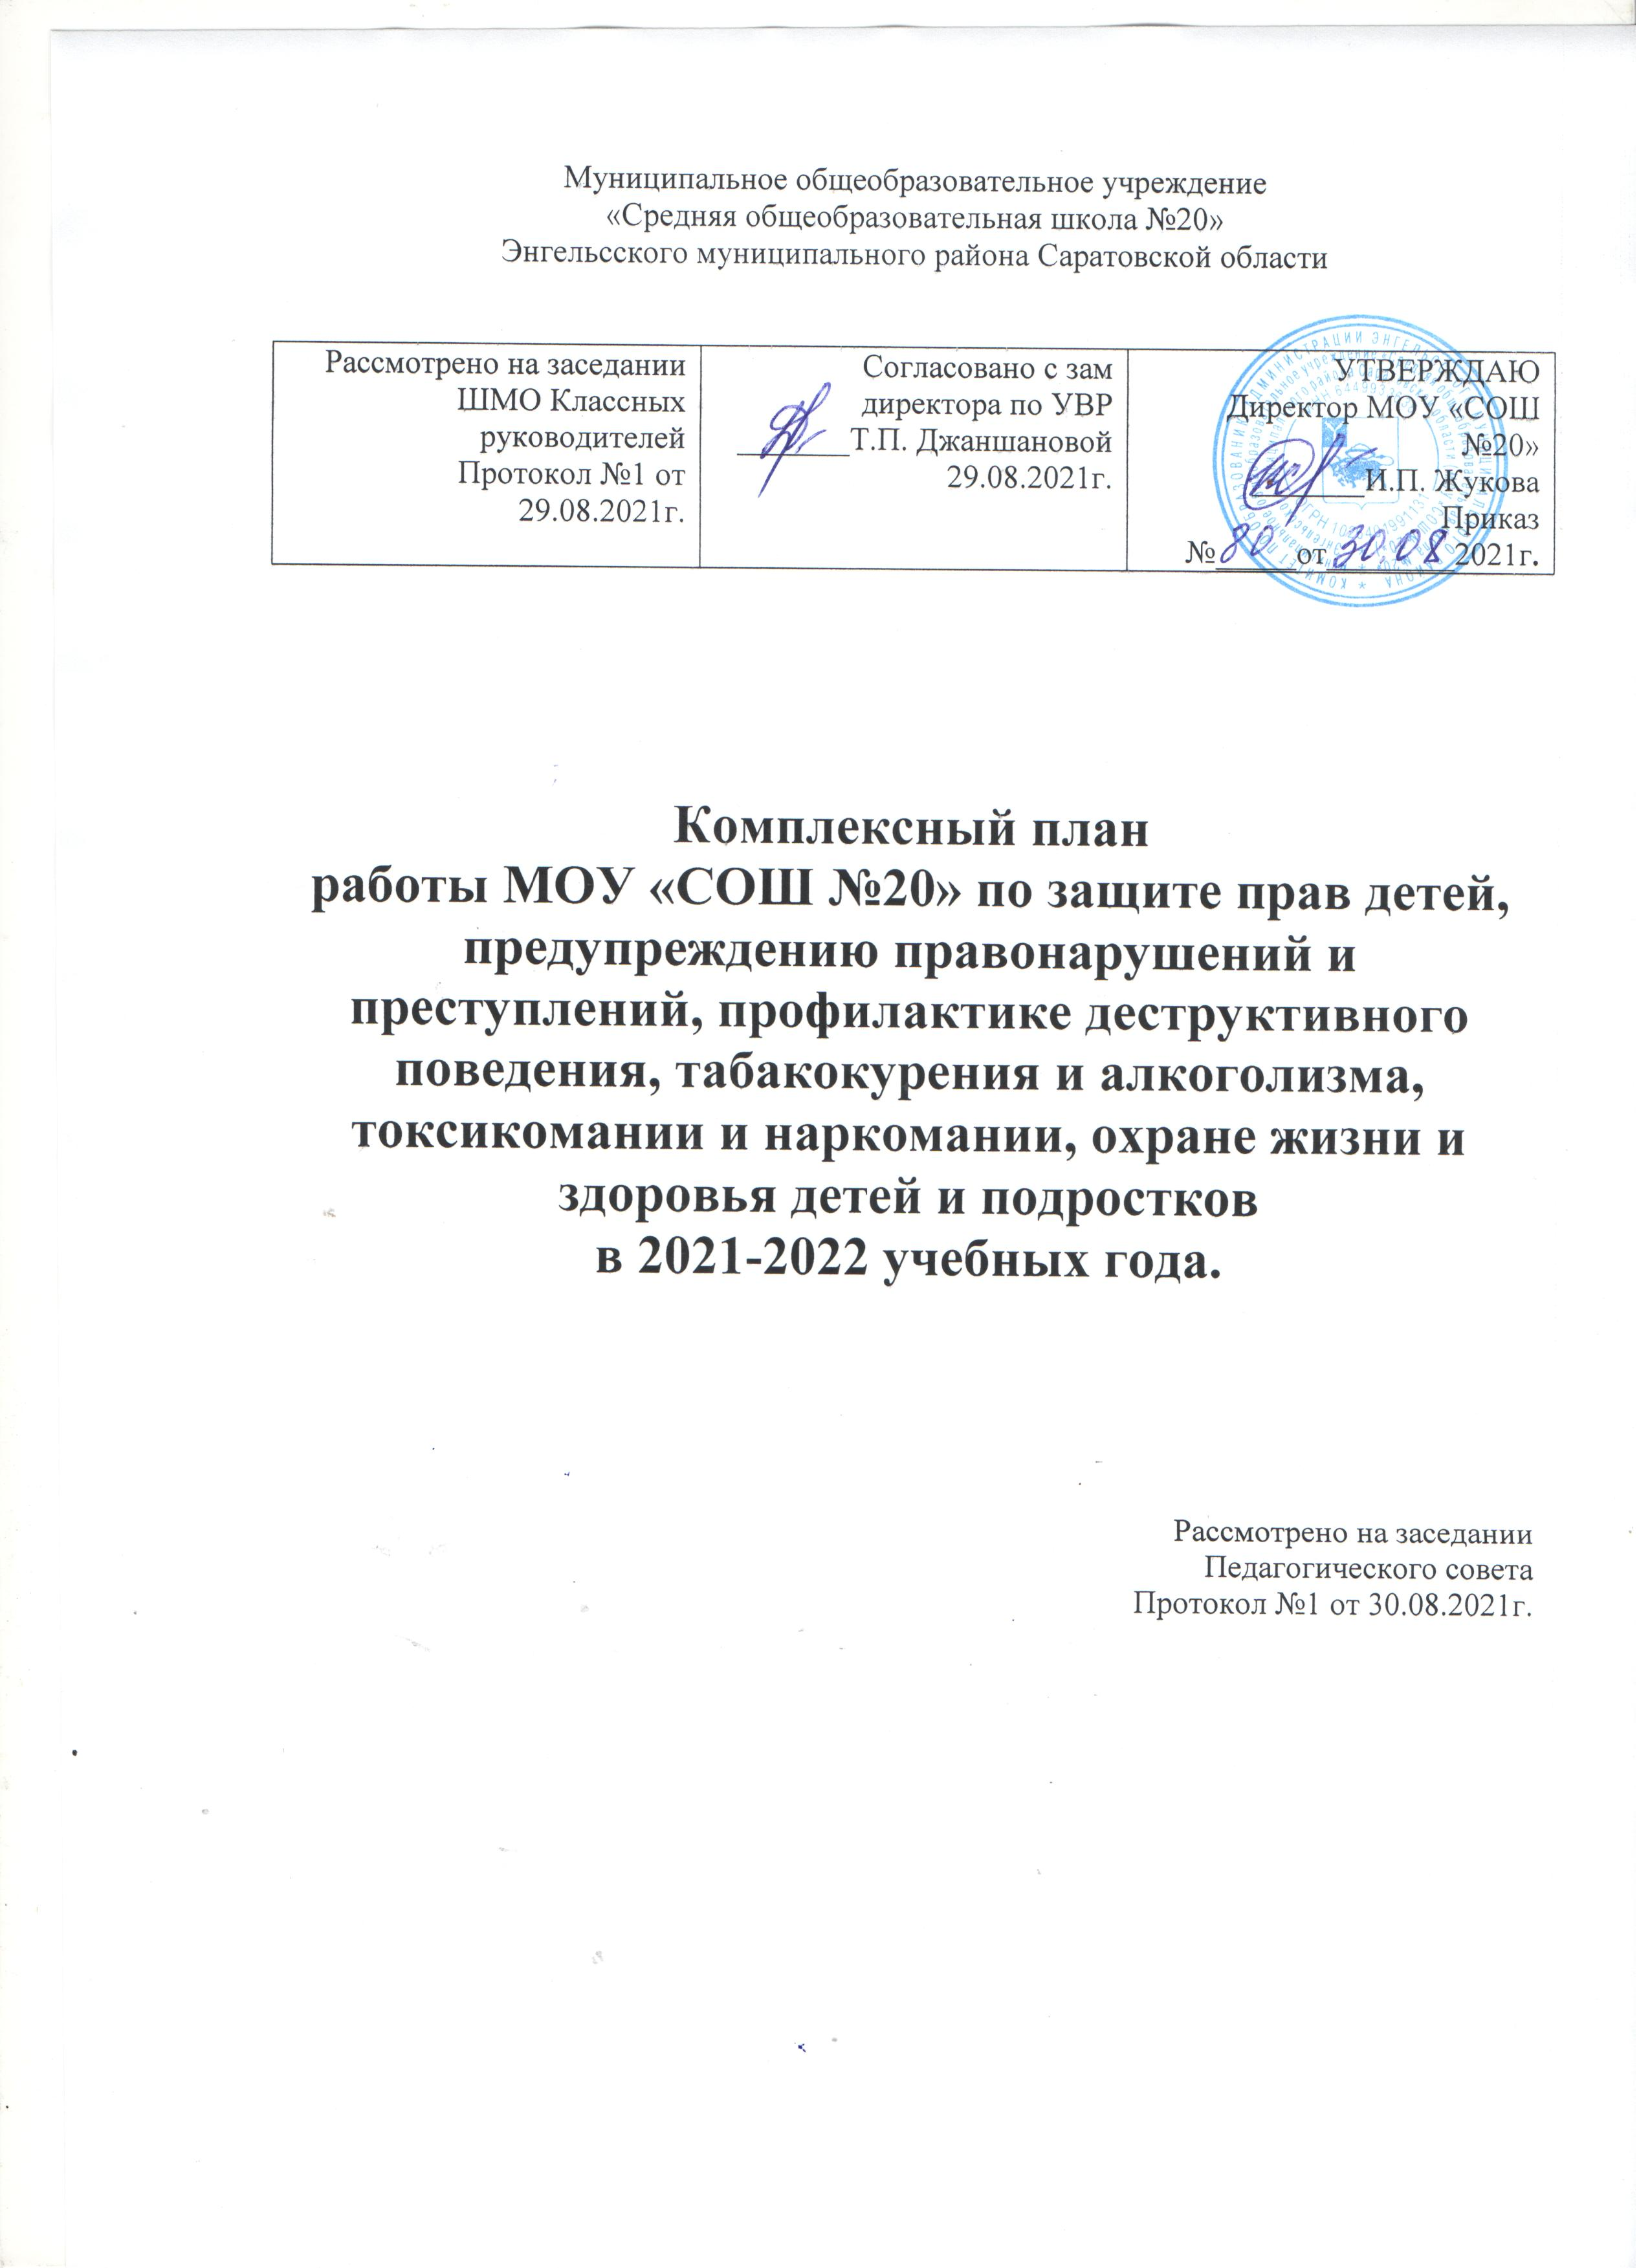 Муниципальное общеобразовательное учреждение
«Средняя общеобразовательная школа №20»
Энгельсского муниципального района Саратовской области
Рассмотрено на заседании
ШМО Классных
руководителей
Протокол №1 от
29.08.2021г.
Согласовано с зам
директора по УВР
________Т.П. Джаншановой
29.08.2021г.
УТВЕРЖДАЮ
Директор МОУ «СОШ
№20»
________И.П. Жукова
Приказ
№ 80 от 30.08 2021г.
Комплексный план
работы МОУ «СОШ №20» по защите прав детей,
предупреждению правонарушений и
преступлений, профилактике деструктивного
поведения, табакокурения и алкоголизма,
токсикомании и наркомании, охране жизни и
здоровья детей и подростков
в 2021-2022 учебных года.
Рассмотрено на заседании
Педагогического совета
Протокол №1 от 30.08.2021г.